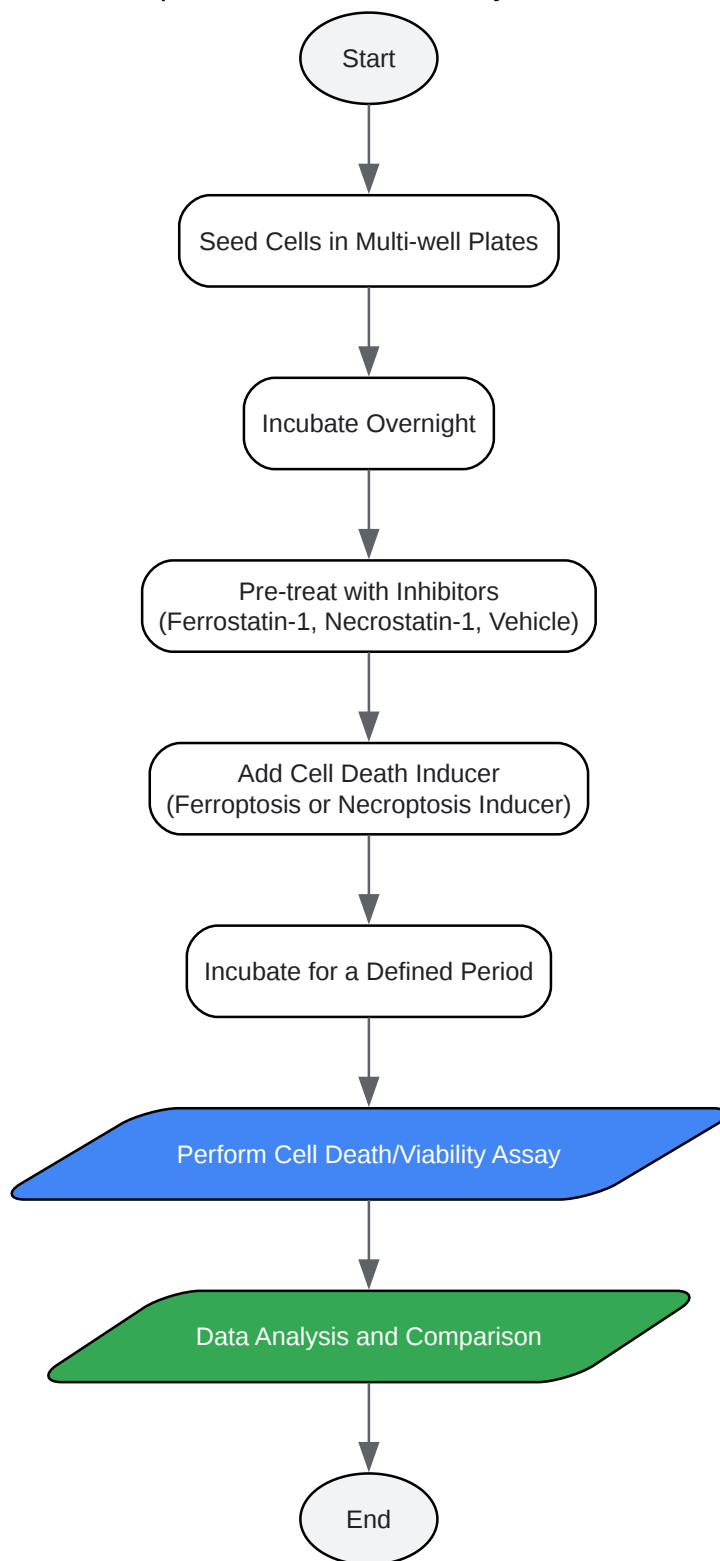 Start
Seed Cells in Multi-well Plates
Incubate Overnight
Pre-treat with Inhibitors
(Ferrostatin-1, Necrostatin-1, Vehicle)
Add Cell Death Inducer
(Ferroptosis or Necroptosis Inducer)
Incubate for a Defined Period
Perform Cell Death/Viability Assay
Data Analysis and Comparison
End